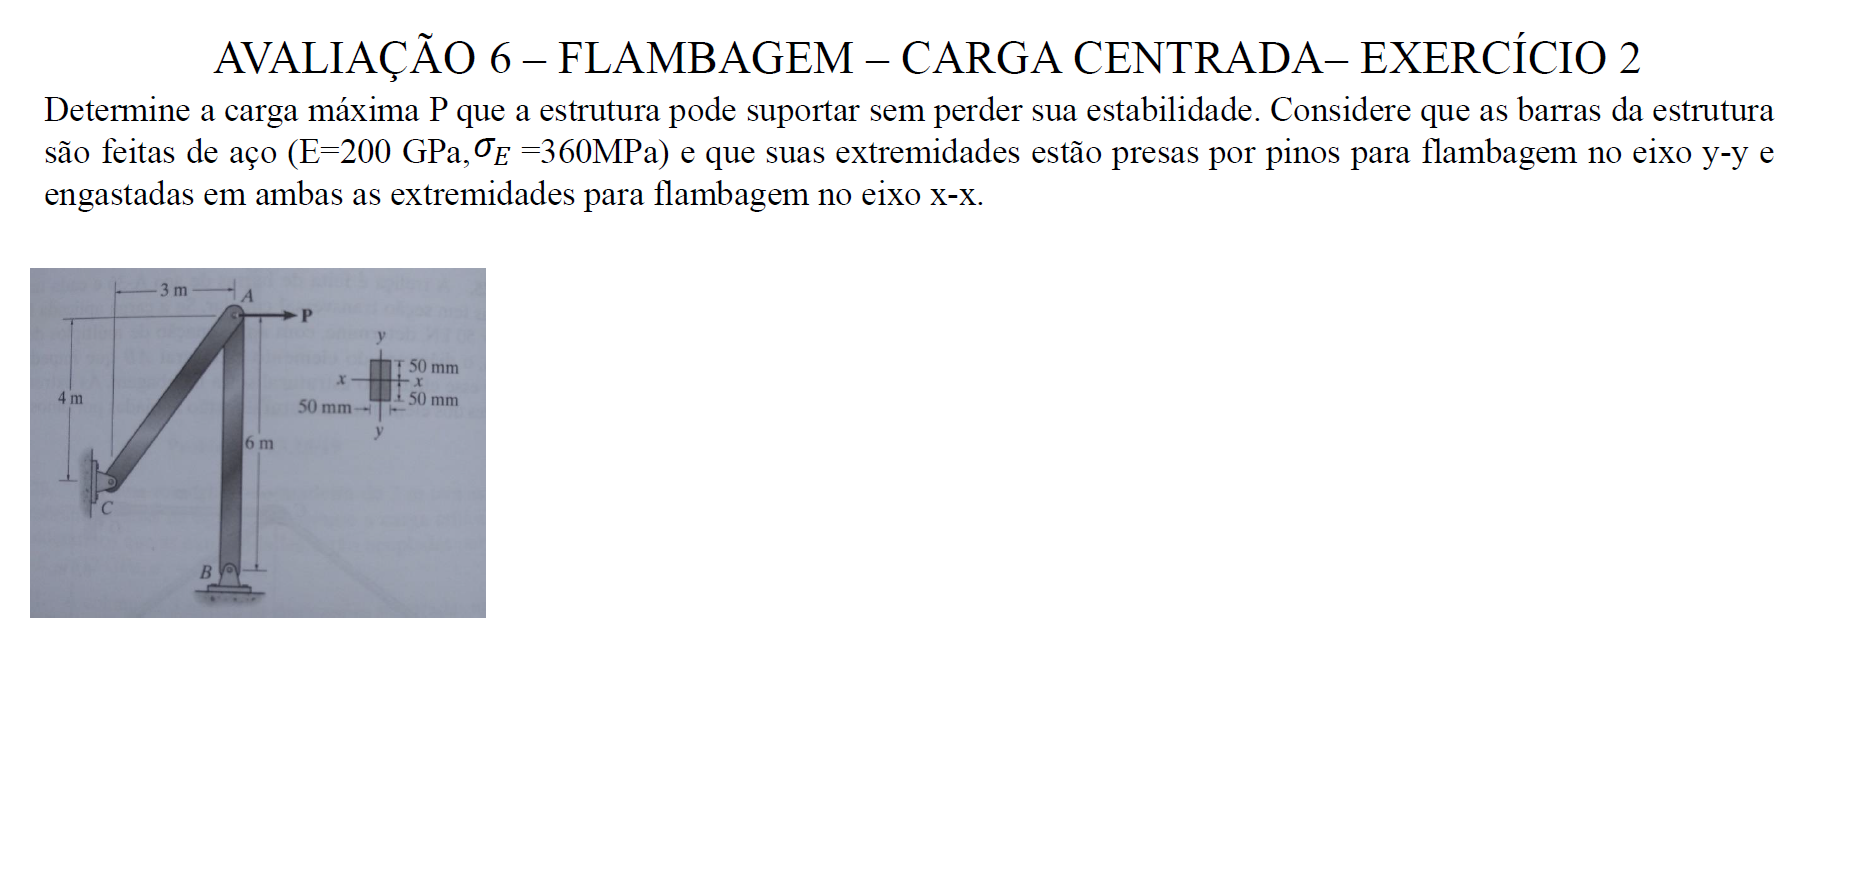 AVALIAÇÃO 6 – FLAMBAGEM – CARGA CENTRADA– EXERCÍCIO 2
Determine a carga máxima P que a estrutura pode suportar sem perder sua estabilidade. Considere que as barras da estrutura
são feitas de aço (E=200 GPa,σE =360MPa) e que suas extremidades estão presas por pinos para flambagem no eixo y-y e
engastadas em ambas as extremidades para flambagem no eixo x-x.
3 m
A
P
y
50 mm
x
x
4 m
50 mm
50 mm
y
6 m
C
B